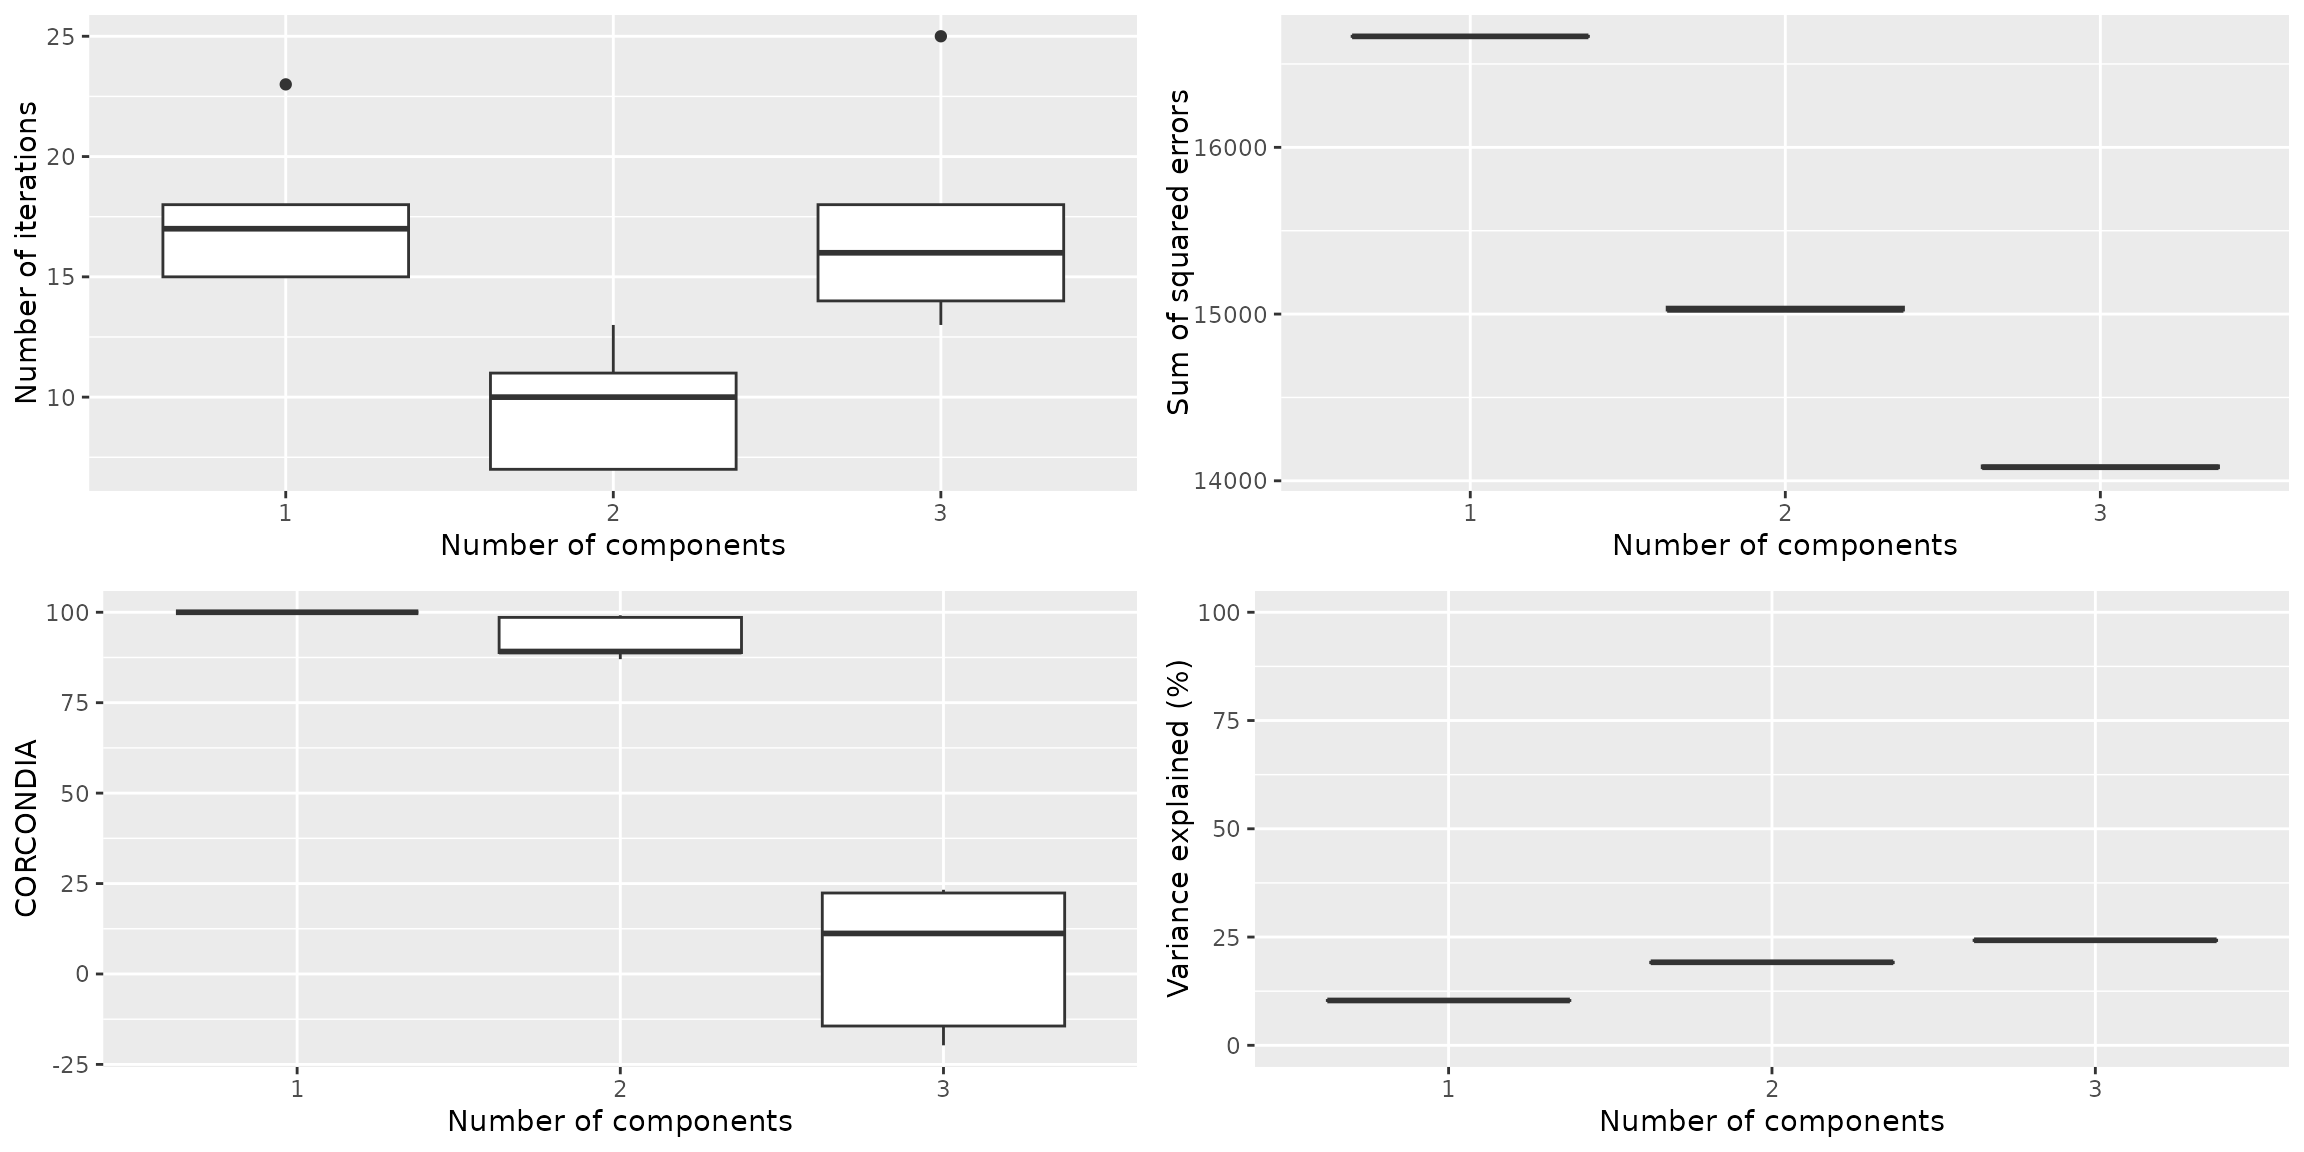 Number of iterations
25
20
15
10
1 2 3
Number of components
Sum of squared errors
16000
15000
14000
1 2 3
Number of components
CORCONDIA
100
75
50
25
0
-25
1 2 3
Number of components
Variance explained (%)
100
75
50
25
0
1 2 3
Number of components